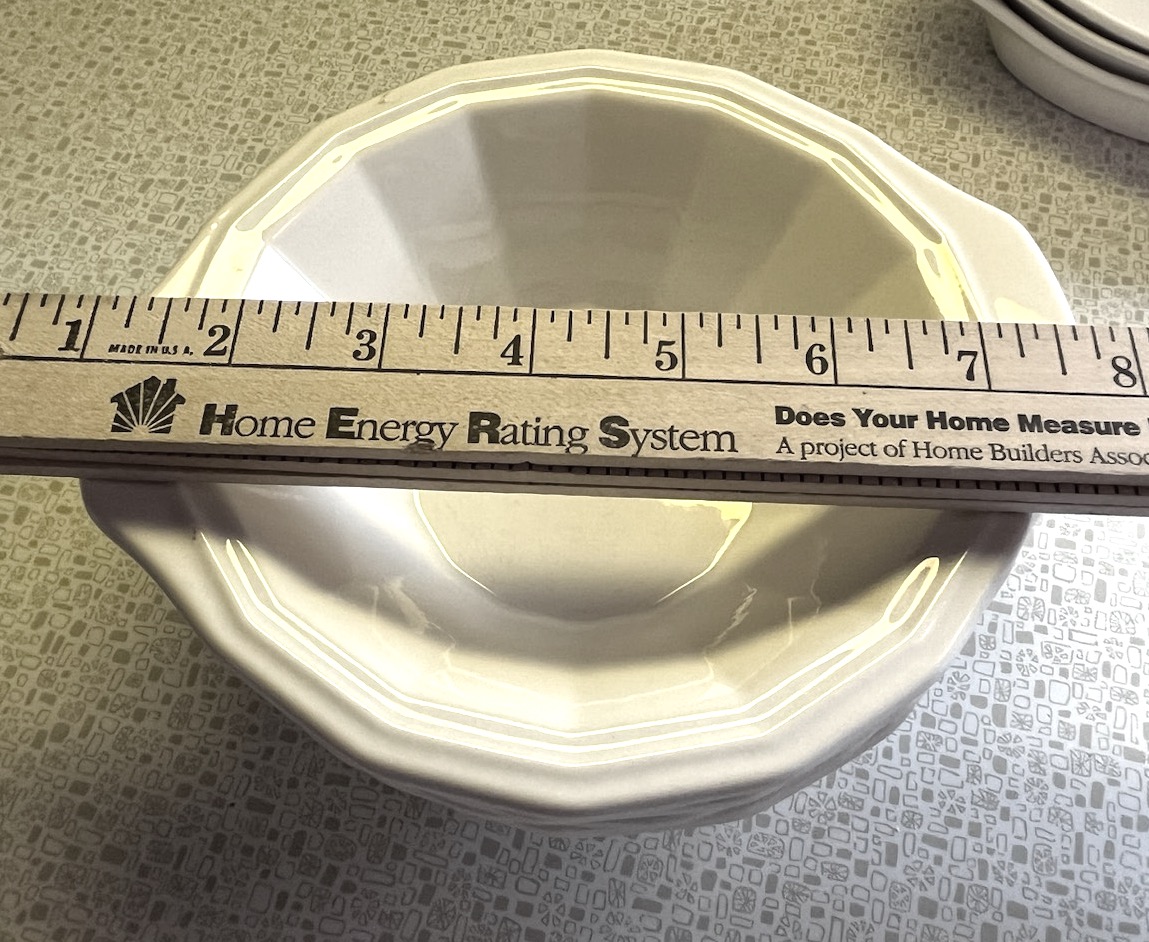 1 2 3 4 5 6 7 8
MADE IN U.S.A.
Home Energy Rating System
Does Your Home Measure
A project of Home Builders Assoc